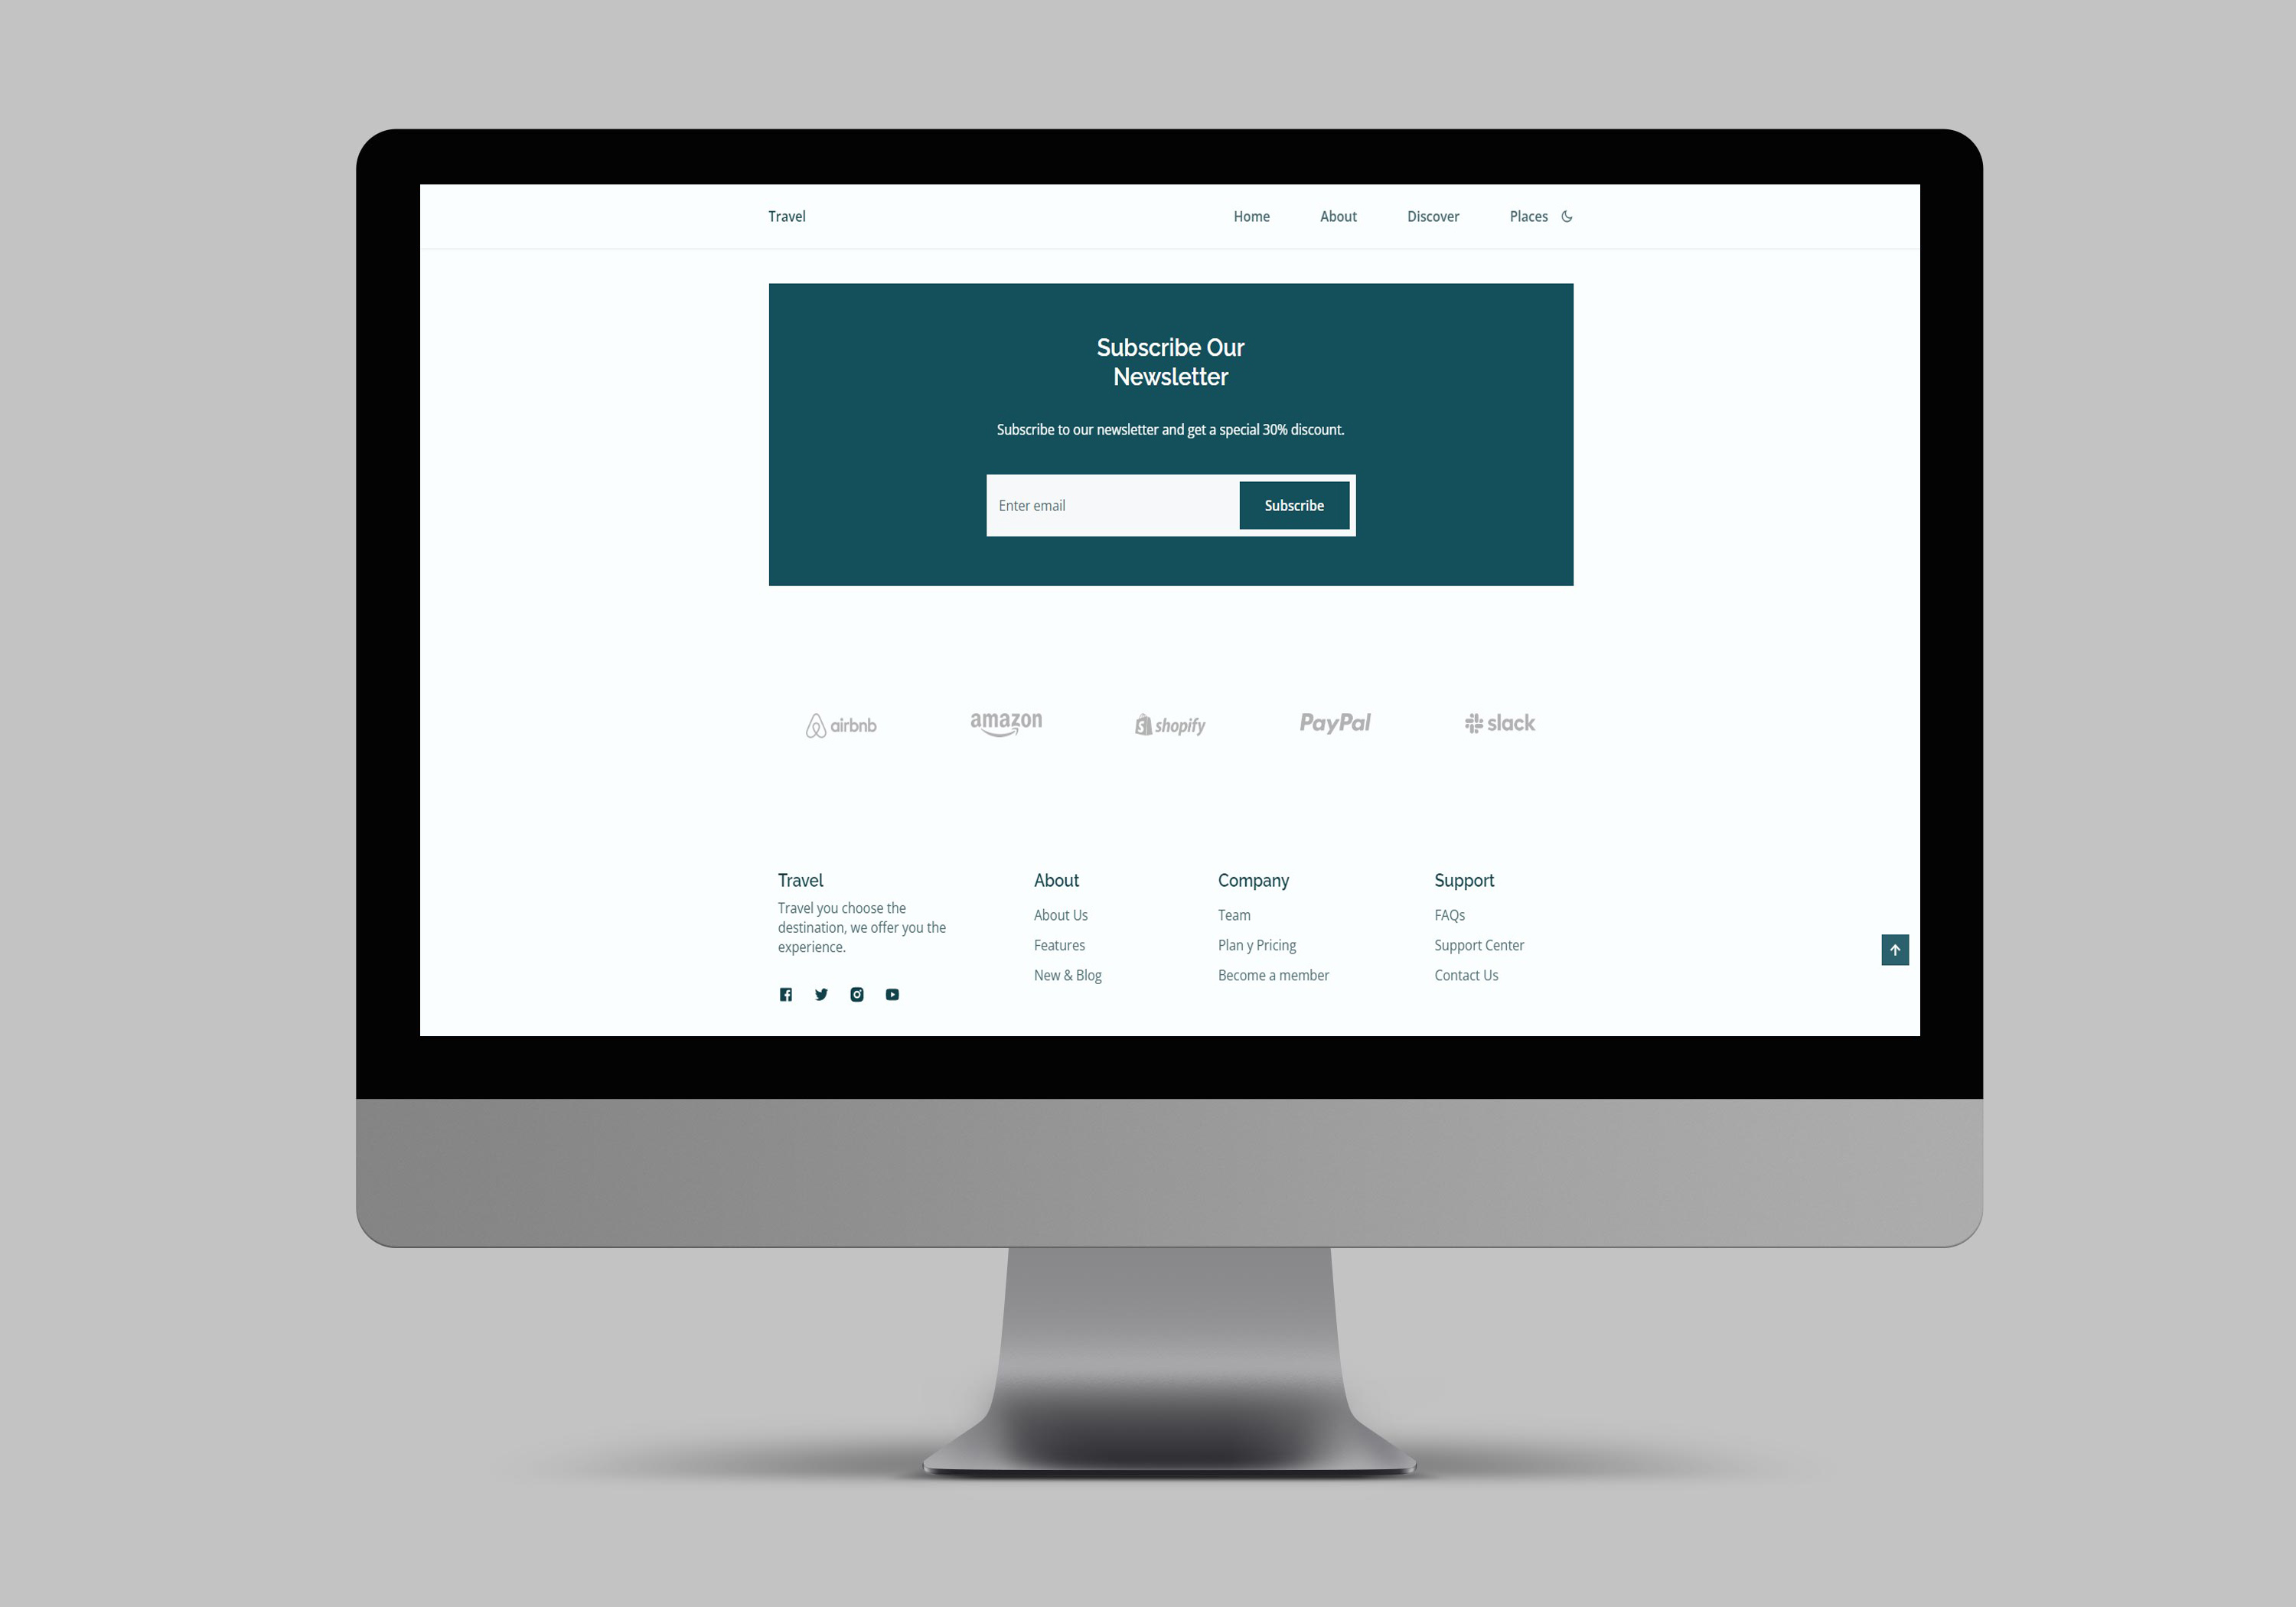 Travel
Home
About
Discover
Places
Subscribe Our
Newsletter
Subscribe to our newsletter and get a special 30% discount.
Enter email
Subscribe
airbnb
amazon
shopify
PayPal
slack
Travel
Travel you choose the
destination, we offer you the
experience.
About
About Us
Features
New & Blog
Company
Team
Plan y Pricing
Become a member
Support
FAQs
Support Center
Contact Us